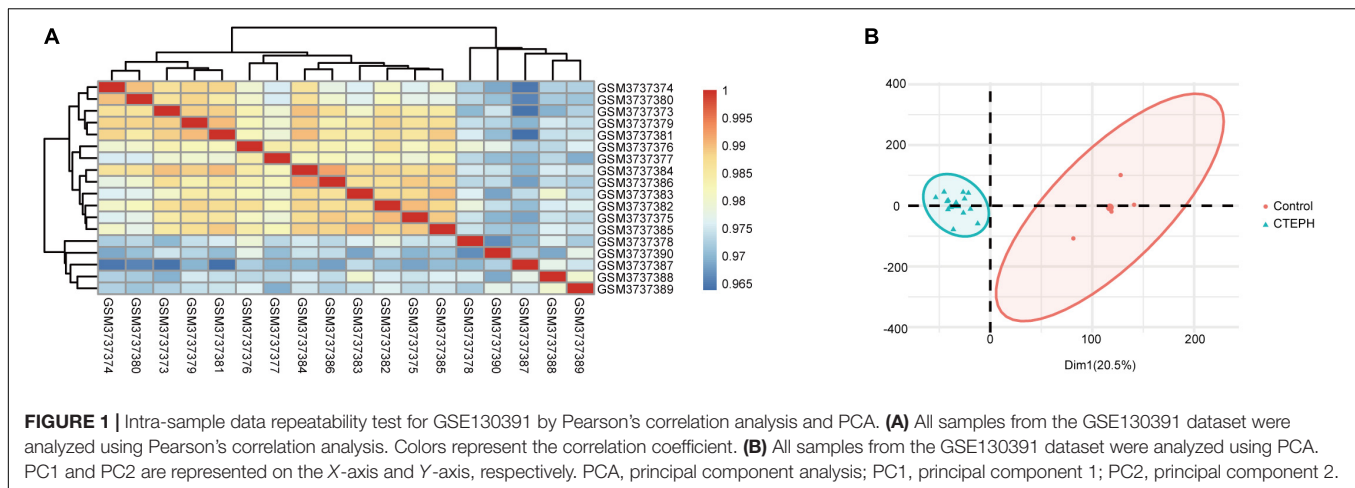 A
GSM3737374
GSM3737380
GSM3737373
GSM3737379
GSM3737381
GSM3737376
GSM3737377
GSM3737384
GSM3737386
GSM3737383
GSM3737382
GSM3737375
GSM3737385
GSM3737378
GSM3737390
GSM3737387
GSM3737388
GSM3737389
GSM3737374
GSM3737380
GSM3737373
GSM3737379
GSM3737381
GSM3737376
GSM3737377
GSM3737384
GSM3737386
GSM3737383
GSM3737382
GSM3737375
GSM3737385
GSM3737378
GSM3737390
GSM3737387
GSM3737388
GSM3737389
1
0.995
0.99
0.985
0.98
0.975
0.97
0.965
B
400
200
0
-200
-400
0
100
200
Dim1(20.5%)
Control
CTEPH
FIGURE 1 | Intra-sample data repeatability test for GSE130391 by Pearson's correlation analysis and PCA. (A) All samples from the GSE130391 dataset were
analyzed using Pearson's correlation analysis. Colors represent the correlation coefficient. (B) All samples from the GSE130391 dataset were analyzed using PCA.
PC1 and PC2 are represented on the X-axis and Y-axis, respectively. PCA, principal component analysis; PC1, principal component 1; PC2, principal component 2.